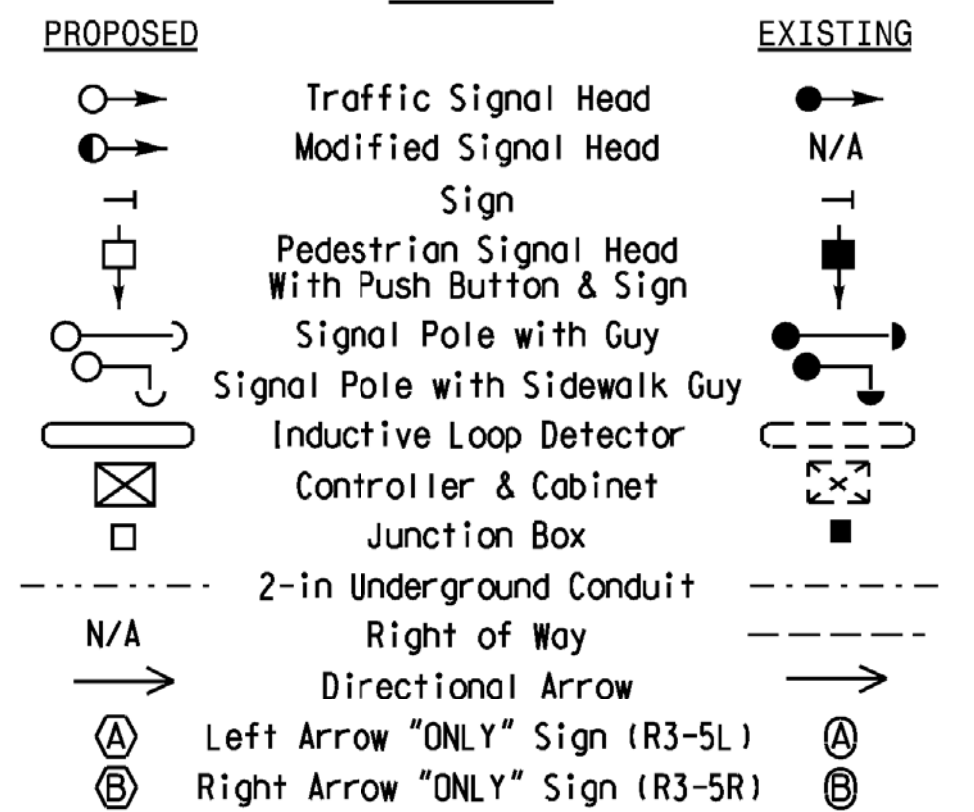 PROPOSED EXISTING
Traffic Signal Head
Modified Signal Head N/A
Sign
Pedestrian Signal Head
With Push Button & Sign
Signal Pole with Guy
Signal Pole with Sidewalk Guy
Inductive Loop Detector
Controller & Cabinet
Junction Box
2-in Underground Conduit
N/A Right of Way
Directional Arrow
A Left Arrow "ONLY" Sign (R3-5L) A
B Right Arrow "ONLY" Sign (R3-5R) B